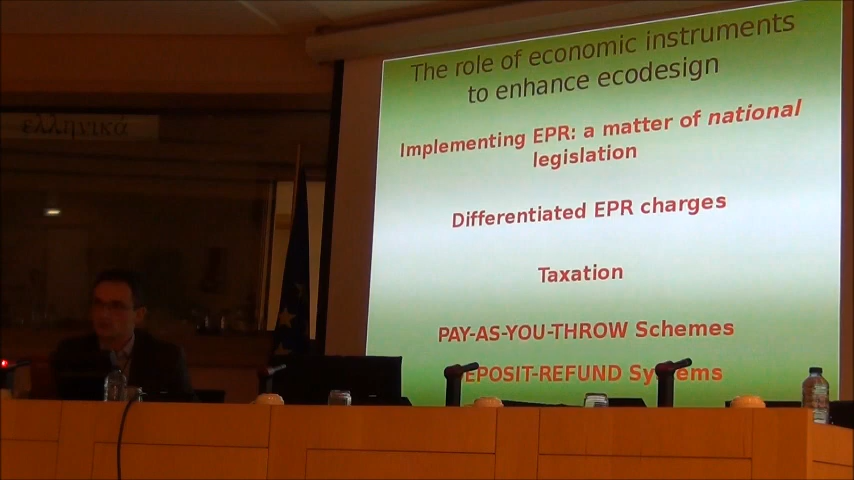 The role of economic instruments
to enhance ecodesign
Implementing EPR: a matter of national
legislation
Differentiated EPR charges
Taxation
PAY-AS-YOU-THROW Schemes
EPOSIT-REFUND Sy ems
ελληνικά